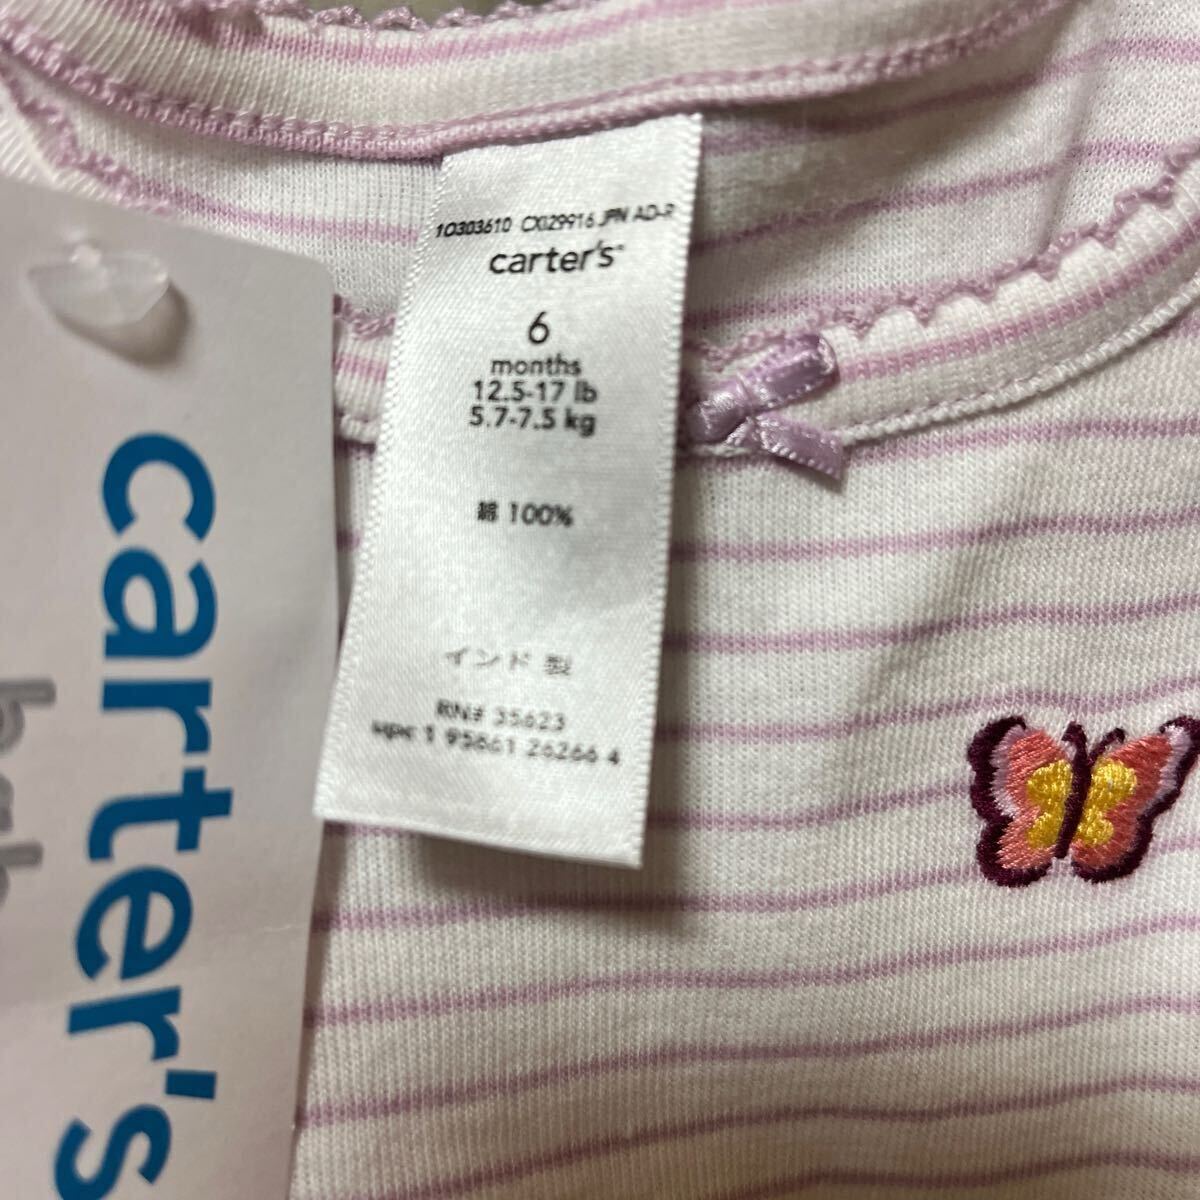 1O303610 CXI29916 JPN AD-R
carter's
6
months
12.5-17 lb
5.7-7.5 kg
綿 100%
インド 製
RN# 35623
upc 1 95861 26266 4
carter's